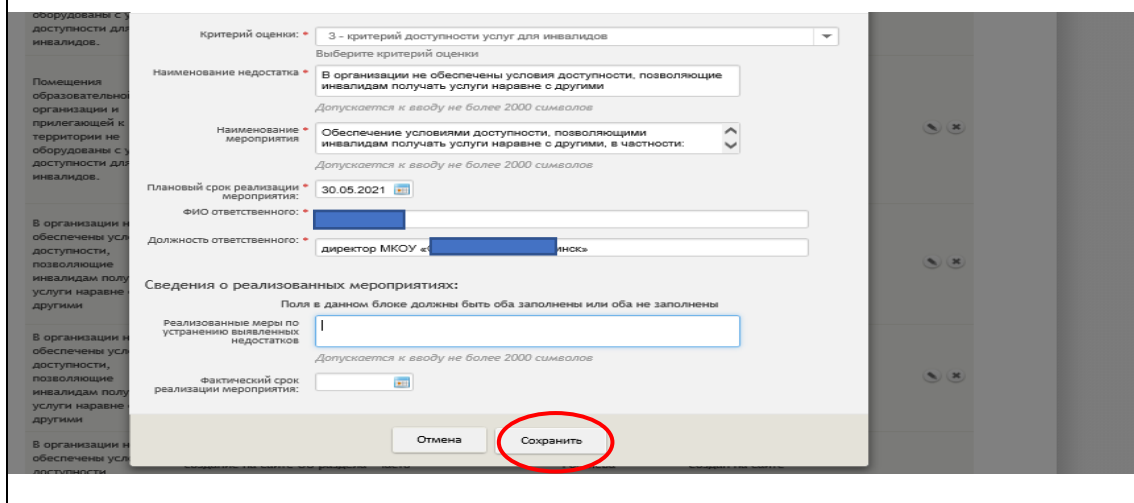 оборудованы с у
доступности для
инвалидов.
Помещения
образовательно
организации и
прилегающей к
территории не
оборудованы с у
доступности для
инвалидов.
В организации н
обеспечены усл
доступности,
позволяющие
инвалидам полу
услуги наравне
другими
В организации н
обеспечены усл
доступности,
позволяющие
инвалидам полу
услуги наравне
другими
В организации н
обеспечены усл
доступности
Критерий оценки: * 3 - критерий доступности услуг для инвалидов
Выберите критерий оценки
Наименование недостатка * В организации не обеспечены условия доступности, позволяющие
инвалидам получать услуги наравне с другими
Допускается к вводу не более 2000 символов
Наименование * Обеспечение условиями доступности, позволяющими
мероприятия инвалидам получать услуги наравне с другими, в частности:
Допускается к вводу не более 2000 символов
Плановый срок реализации * 30.05.2021
мероприятия:
ФИО ответственного: *
Должность ответственного: * директор МКОУ « инск»
Сведения о реализованных мероприятиях:
Поля в данном блоке должны быть оба заполнены или оба не заполнены
Реализованные меры по
устранению выявленных
недостатков
Допускается к вводу не более 2000 символов
Фактический срок
реализации мероприятия:
Отмена Сохранить